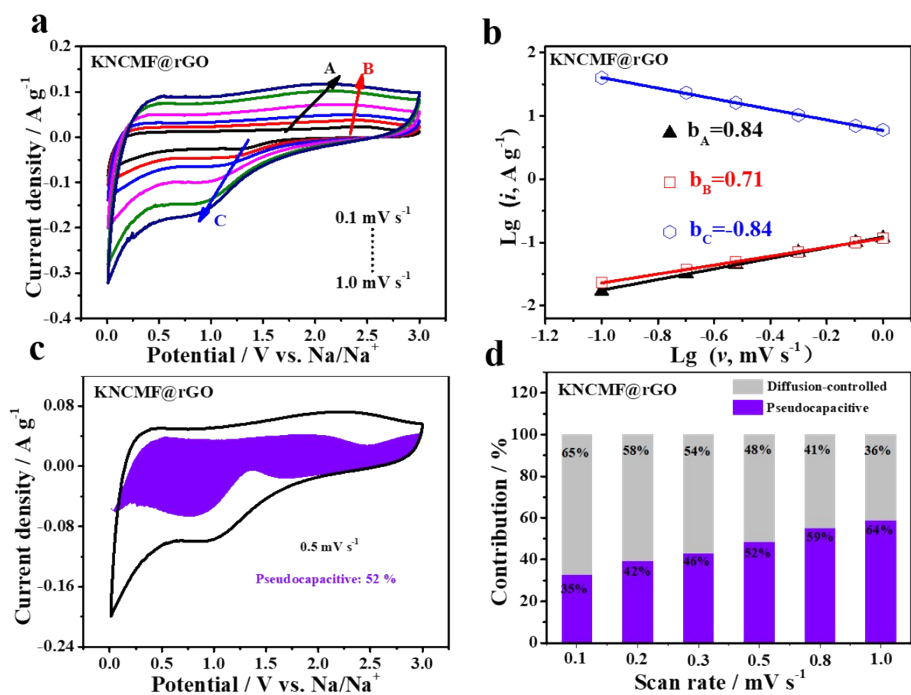 a
KNCMF@rGO
A
B
C
0.1 mV s⁻¹
1.0 mV s⁻¹
0.2
0.1
0.0
-0.1
-0.2
-0.3
-0.4
0.0 0.5 1.0 1.5 2.0 2.5 3.0
Current density / A g⁻¹
Potential / V vs. Na/Na⁺
b
KNCMF@rGO
b_A=0.84
b_B=0.71
b_C=-0.84
2
1
0
-1
-2
-1.2 -1.0 -0.8 -0.6 -0.4 -0.2 0.0
Lg (i, A g⁻¹)
Lg (v, mV s⁻¹)
c
KNCMF@rGO
0.5 mV s⁻¹
Pseudocapacitive: 52 %
0.08
0.00
-0.08
-0.16
-0.24
0.0 0.5 1.0 1.5 2.0 2.5 3.0
Current density / A g⁻¹
Potential / V vs. Na/Na⁺
d
KNCMF@rGO
Diffusion-controlled
Pseudocapacitive
120
100
80
60
40
20
0
65% 58% 54% 48% 41% 36%
35% 42% 46% 52% 59% 64%
0.1 0.2 0.3 0.5 0.8 1.0
Contribution / %
Scan rate / mV s⁻¹